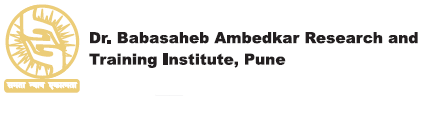 Dr. Babasaheb Ambedkar Research and
Training Institute, Pune